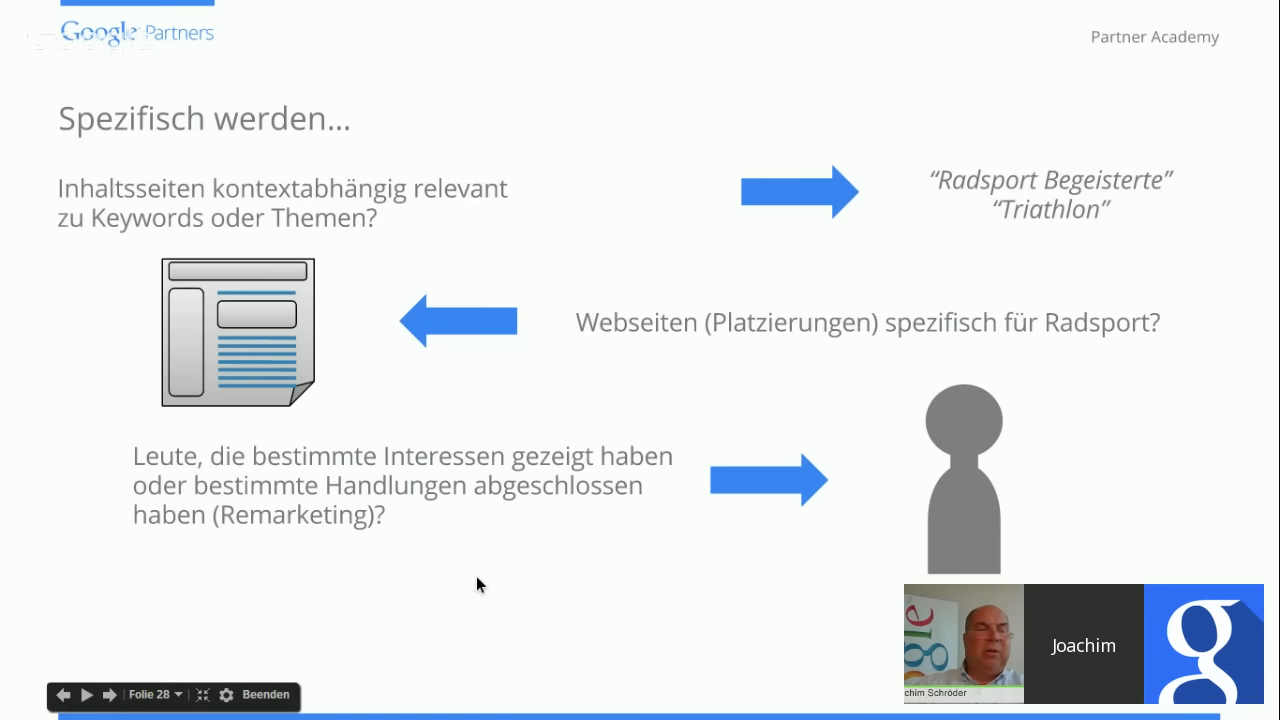 Google Partners
Partner Academy
Spezifisch werden...
Inhaltsseiten kontextabhängig relevant
zu Keywords oder Themen?
“Radsport Begeisterte”
“Triathlon”
Webseiten (Platzierungen) spezifisch für Radsport?
Leute, die bestimmte Interessen gezeigt haben
oder bestimmte Handlungen abgeschlossen
haben (Remarketing)?
Joachim
chim Schröder
Folie 28
Beenden